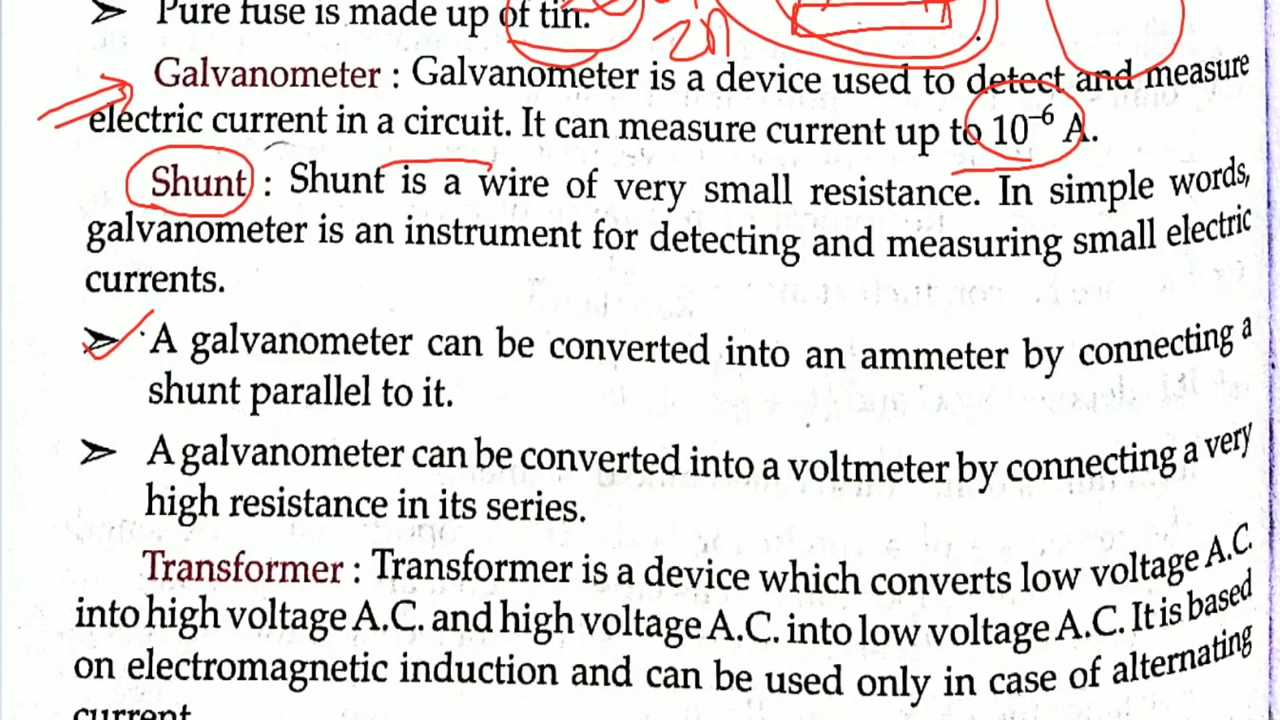 ➤ Pure fuse is made up of tin.
Zn
Galvanometer : Galvanometer is a device used to detect and measure
electric current in a circuit. It can measure current up to 10⁻⁶ A.
Shunt : Shunt is a wire of very small resistance. In simple words,
galvanometer is an instrument for detecting and measuring small electric
currents.
➤ A galvanometer can be converted into an ammeter by connecting a
shunt parallel to it.
➤ A galvanometer can be converted into a voltmeter by connecting a very
high resistance in its series.
Transformer : Transformer is a device which converts low voltage A.C.
into high voltage A.C. and high voltage A.C. into low voltage A.C. It is based
on electromagnetic induction and can be used only in case of alternating
current.